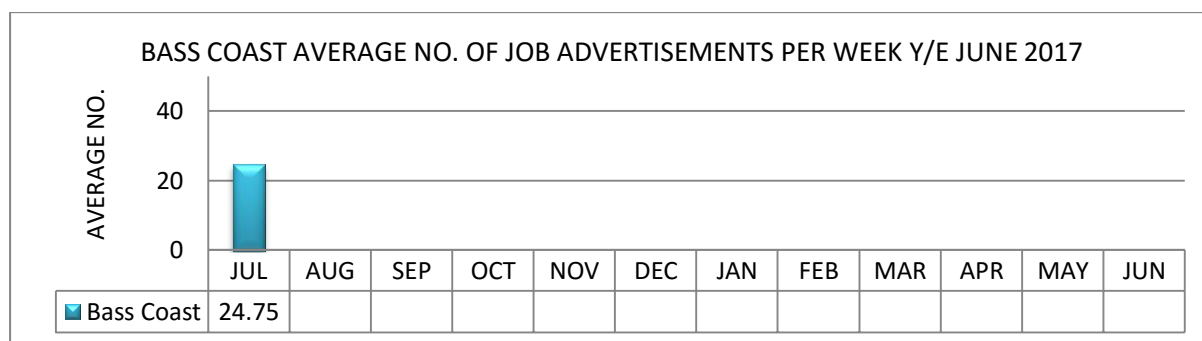 BASS COAST AVERAGE NO. OF JOB ADVERTISEMENTS PER WEEK Y/E JUNE 2017
AVERAGE NO.
40
20
0
JUL AUG SEP OCT NOV DEC JAN FEB MAR APR MAY JUN
Bass Coast 24.75